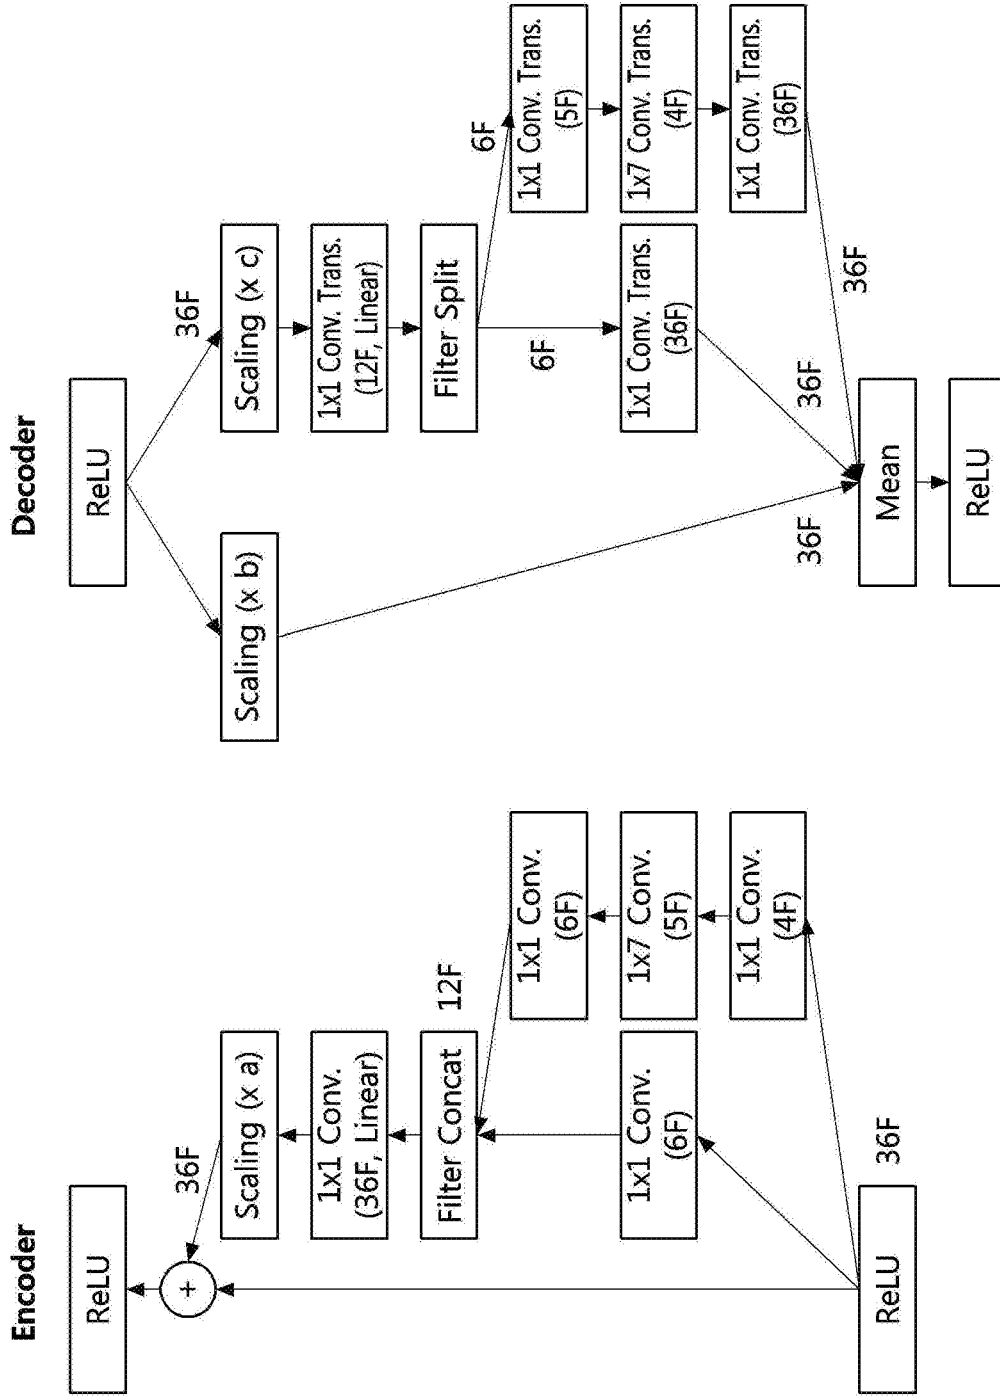 Encoder
ReLU
+
36F
Scaling (x a)
1x1 Conv.
(36F, Linear)
Filter Concat
12F
1x1 Conv.
(6F)
1x1 Conv.
(6F)
1x7 Conv.
(5F)
1x1 Conv.
(4F)
ReLU
36F
Decoder
ReLU
36F
Scaling (x b)
Scaling (x c)
1x1 Conv. Trans.
(12F, Linear)
Filter Split
6F
6F
1x1 Conv. Trans.
(5F)
1x1 Conv. Trans.
(36F)
1x7 Conv. Trans.
(4F)
1x1 Conv. Trans.
(36F)
36F
36F
36F
Mean
ReLU